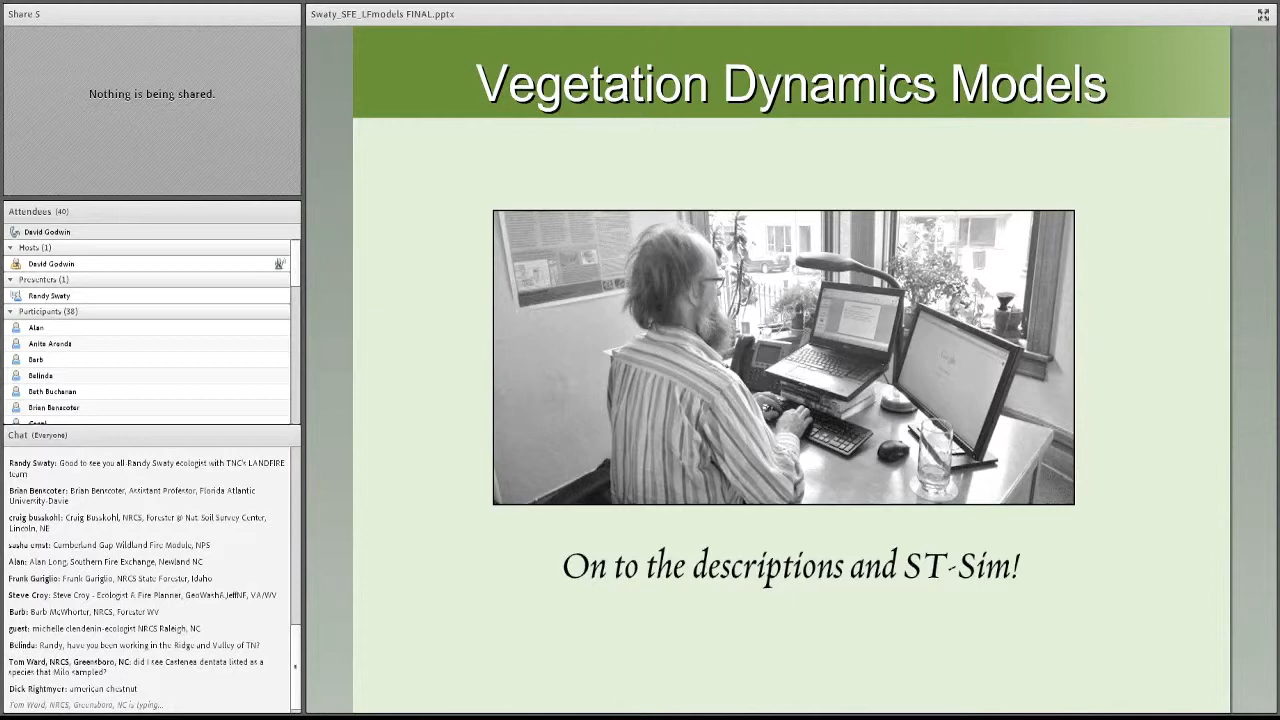 Share 5
Nothing is being shared.
Attendees (40)
David Godwin
Hosts (1)
David Godwin
Presenters (1)
Randy Swaty
Participants (38)
Alan
Anita Arends
Barb
Belinda
Beth Buchanan
Brian Benscoter
Chat (Everyone)
Randy Swaty: Good to see you all-Randy Swaty ecologist with TNC's LANDFIRE
team
Brian Benscoter: Brian Benscoter, Assistant Professor, Florida Atlantic
University-Davie
craig busskohl: Craig Busskohl, NRCS, Forester @ Nat. Soil Survey Center,
Lincoln, NE
sasha ernst: Cumberland Gap Wildland Fire Module, NPS
Alan: Alan Long, Southern Fire Exchange, Newland NC
Frank Gariglio: Frank Gariglio, NRCS State Forester, Idaho
Steve Croy: Steve Croy - Ecologist & Fire Planner, GeoWash&JeffNF, VA/WV
Barb: Barb McWhorter, NRCS, Forester WV
guest: michelle clendenin-ecologist NRCS Raleigh, NC
Belinda: Randy, have you been working in the Ridge and Valley of TN?
Tom Ward, NRCS, Greensboro, NC: did I see Castenea dentata listed as a
species that Milo sampled?
Dick Rightmyer: american chestnut
Tom Ward, NRCS, Greensboro, NC is typing...
Swaty_SFE_LFmodels FINAL.pptx
Vegetation Dynamics Models
On to the descriptions and ST-Sim!